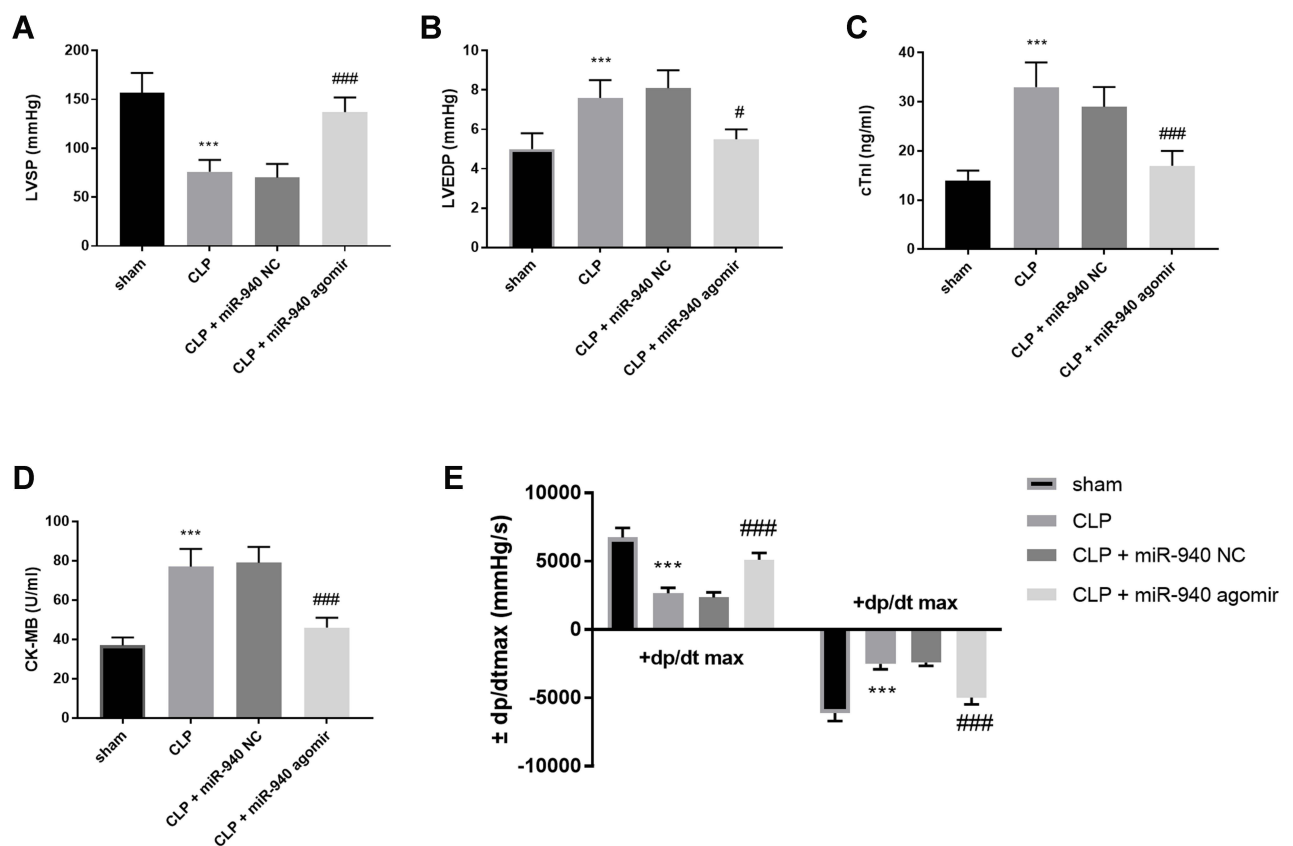 A
LVSP (mmHg)
200
150
100
50
0
***
###
sham
CLP
CLP + miR-940 NC
CLP + miR-940 agomir
B
LVEDP (mmHg)
10
8
6
4
2
0
***
#
sham
CLP
CLP + miR-940 NC
CLP + miR-940 agomir
C
cTnI (ng/ml)
40
30
20
10
0
***
###
sham
CLP
CLP + miR-940 NC
CLP + miR-940 agomir
D
CK-MB (U/ml)
100
80
60
40
20
0
***
###
sham
CLP
CLP + miR-940 NC
CLP + miR-940 agomir
E
± dp/dtmax (mmHg/s)
10000
5000
0
-5000
-10000
***
###
+dp/dt max
+dp/dt max
***
###
sham
CLP
CLP + miR-940 NC
CLP + miR-940 agomir